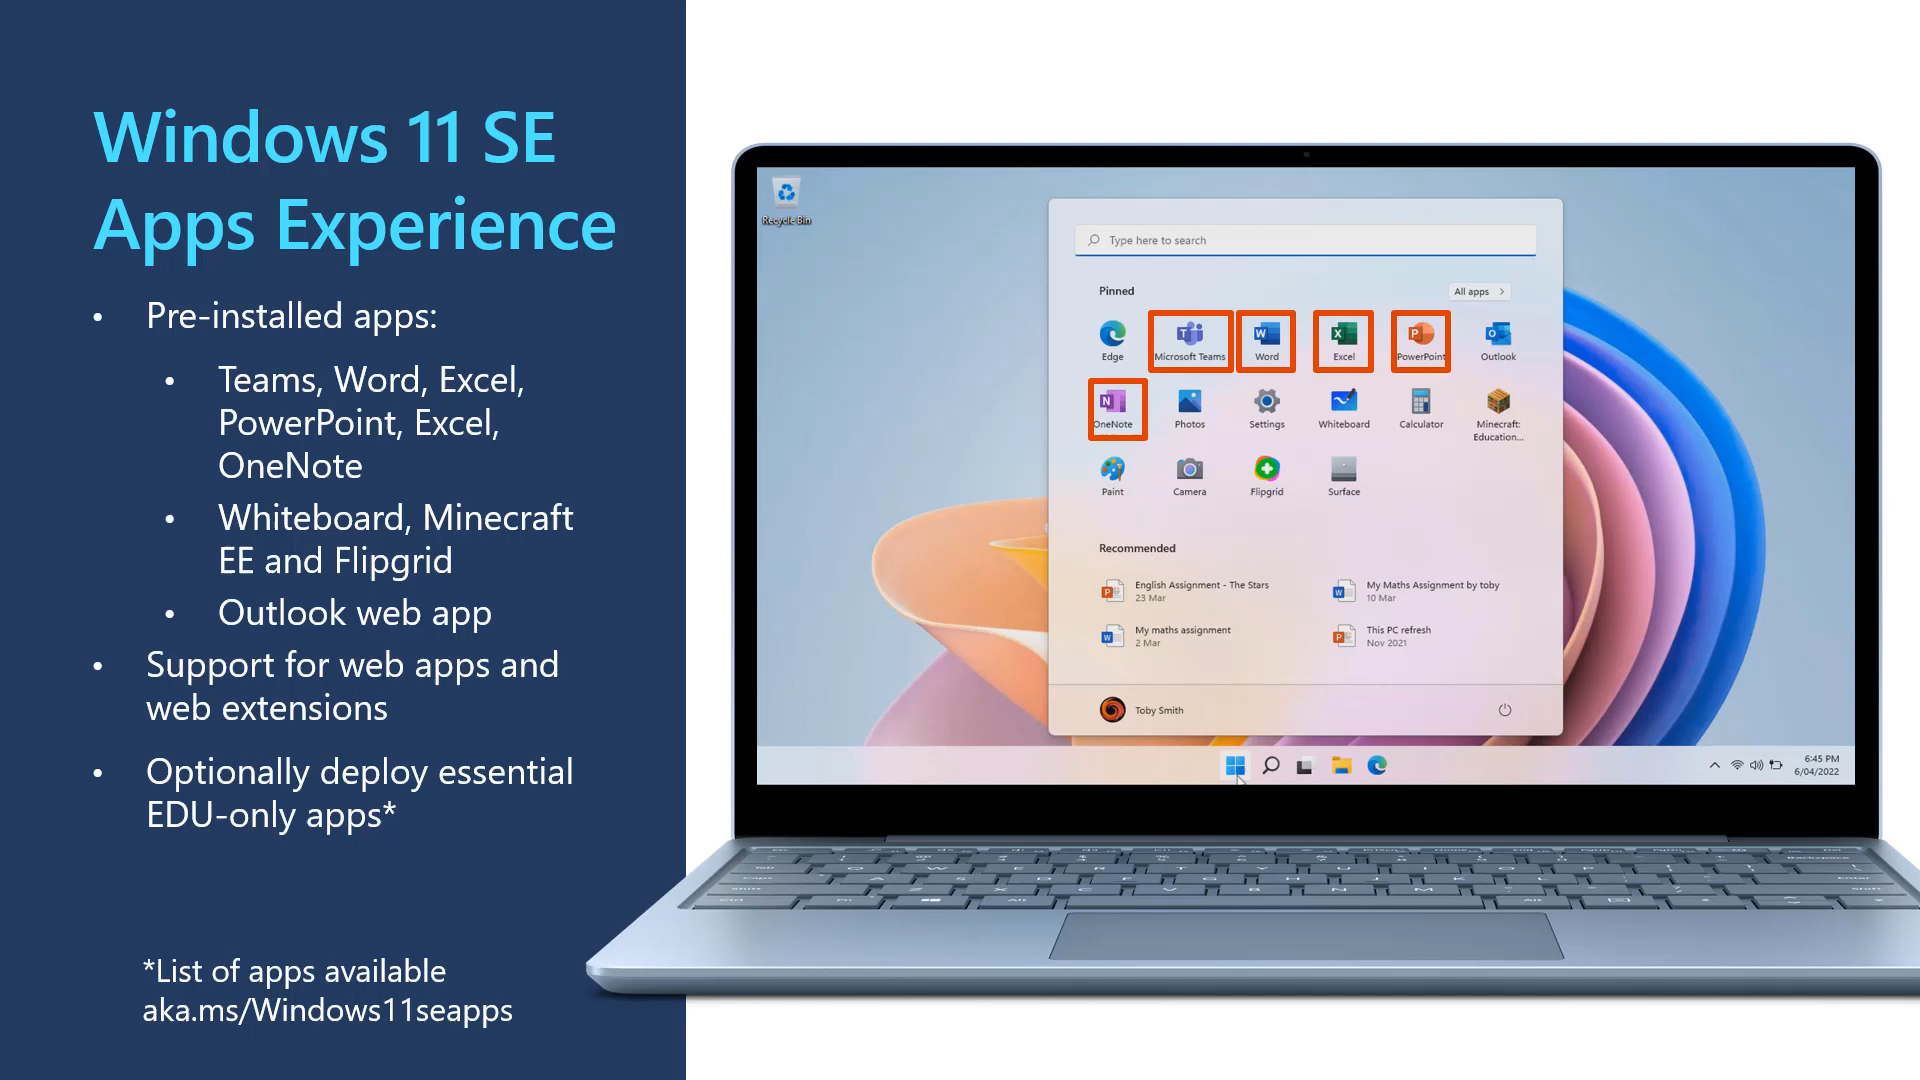 Windows 11 SE
Apps Experience
• Pre-installed apps:
• Teams, Word, Excel,
PowerPoint, Excel,
OneNote
• Whiteboard, Minecraft
EE and Flipgrid
• Outlook web app
• Support for web apps and
web extensions
• Optionally deploy essential
EDU-only apps*
*List of apps available
aka.ms/Windows11seapps
Recycle Bin
Type here to search
Pinned
All apps
Edge
Microsoft Teams
Word
Excel
PowerPoint
Outlook
OneNote
Photos
Settings
Whiteboard
Calculator
Minecraft:
Education...
Paint
Camera
Flipgrid
Surface
Recommended
English Assignment - The Stars
23 Mar
My Maths Assignment by toby
10 Mar
My maths assignment
2 Mar
This PC refresh
Nov 2021
Toby Smith
6:45 PM
6/04/2022